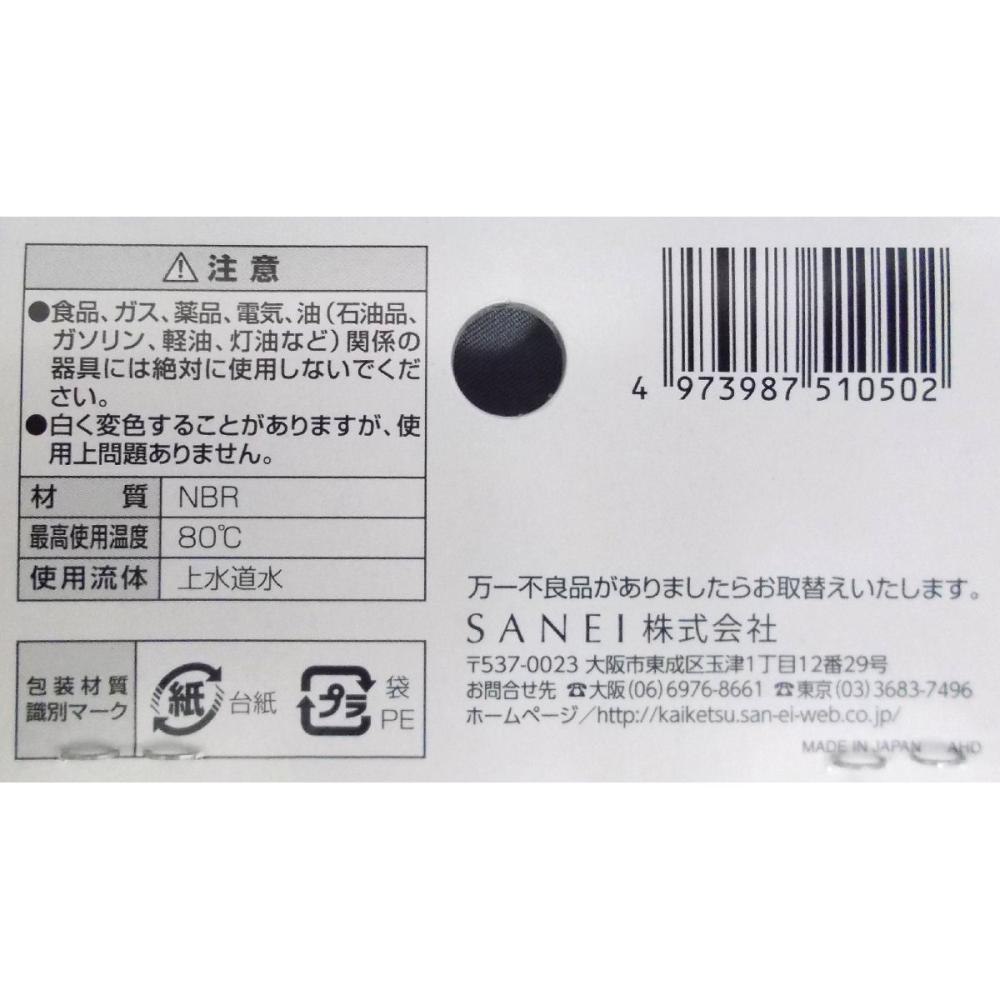 ⚠注意
●食品、ガス、薬品、電気、油(石油品、
ガソリン、軽油、灯油など)関係の
器具には絶対に使用しないでくだ
さい。
●白く変色することがありますが、使
用上問題ありません。
材質 NBR
最高使用温度 80℃
使用流体 上水道水
包装材質
識別マーク
紙 台紙
プラ 袋
PE
4 973987 510502
万一不良品がありましたらお取替えいたします。
SANEI 株式会社
〒537-0023 大阪市東成区玉津1丁目12番29号
お問合せ先 ☎大阪(06)6976-8661 ☎東京(03)3683-7496
ホームページ/http://kaiketsu.san-ei-web.co.jp/
MADE IN JAPAN AHD